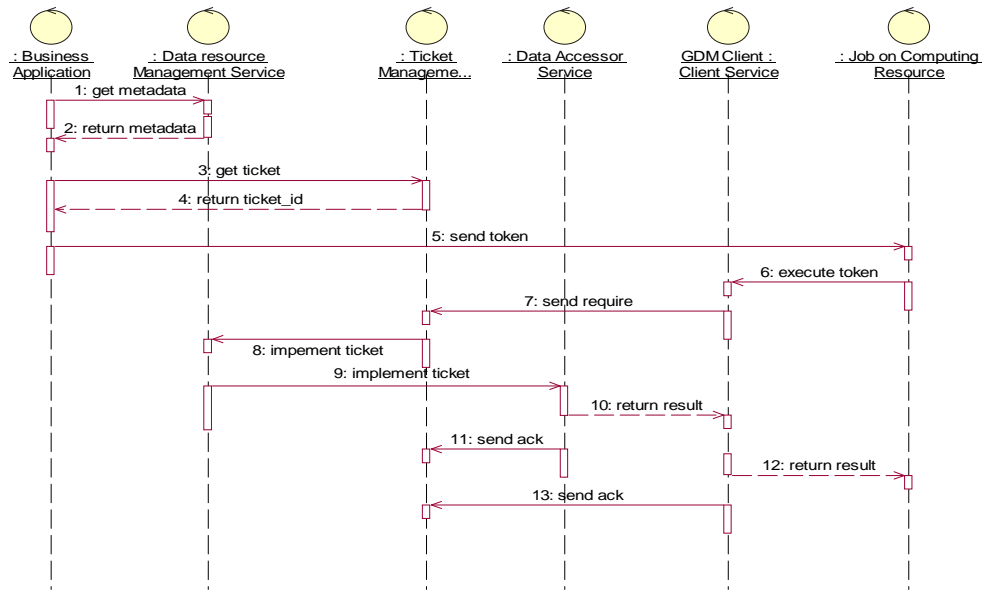 : Business
Application
: Data resource
Management Service
: Ticket
Manageme...
: Data Accessor
Service
GDM Client :
Client Service
: Job on Computing
Resource
1: get metadata
2: return metadata
3: get ticket
4: return ticket_id
5: send token
6: execute token
7: send require
8: impement ticket
9: implement ticket
10: return result
11: send ack
12: return result
13: send ack